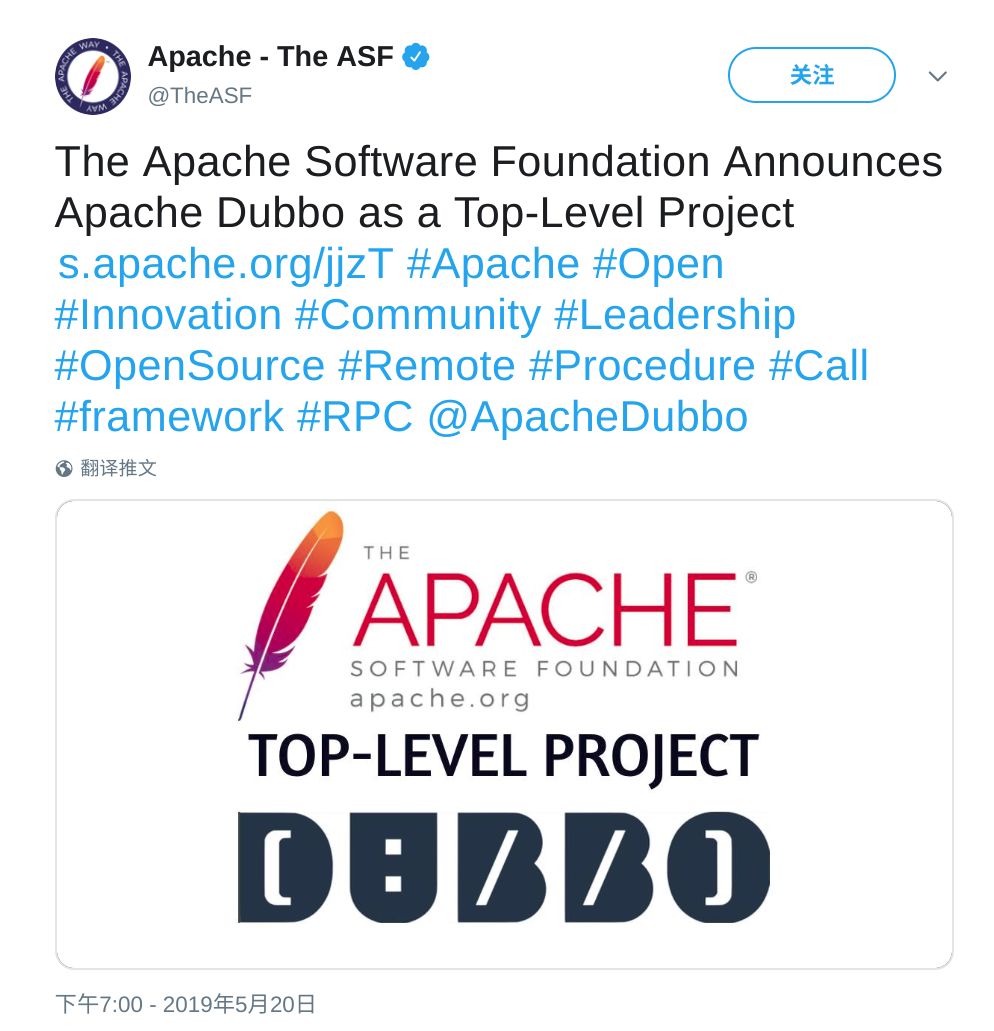 Apache - The ASF
@TheASF
关注
The Apache Software Foundation Announces
Apache Dubbo as a Top-Level Project
s.apache.org/jjzT #Apache #Open
#Innovation #Community #Leadership
#OpenSource #Remote #Procedure #Call
#framework #RPC @ApacheDubbo
翻译推文
THE
APACHE®
SOFTWARE FOUNDATION
apache.org
TOP-LEVEL PROJECT
DUBBO
下午7:00 - 2019年5月20日
THE APACHE WAY • THE APACHE WAY